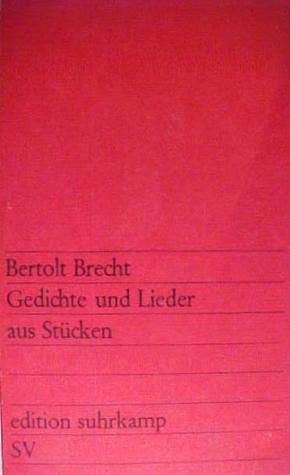 Bertolt Brecht
Gedichte und Lieder
aus Stücken
edition suhrkamp
SV